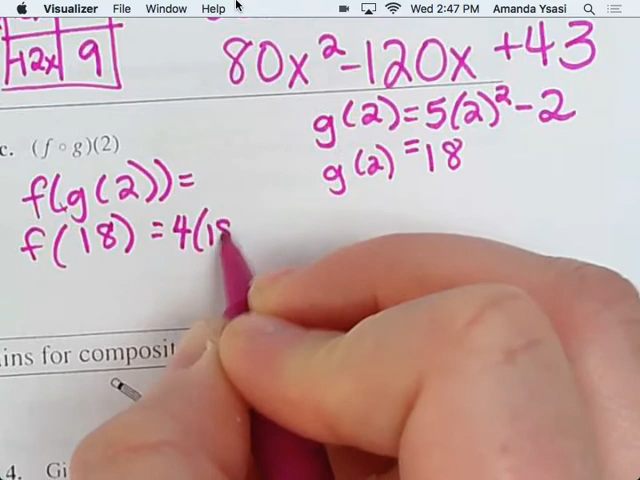 Visualizer File Window Help Wed 2:47 PM Amanda Ysasi
-12x 9
80x² - 120x + 43
g(2) = 5(2)² - 2
c. (f ∘ g)(2)
g(2) = 18
f(g(2)) =
f(18) = 4(18
ains for composit
4. Gi